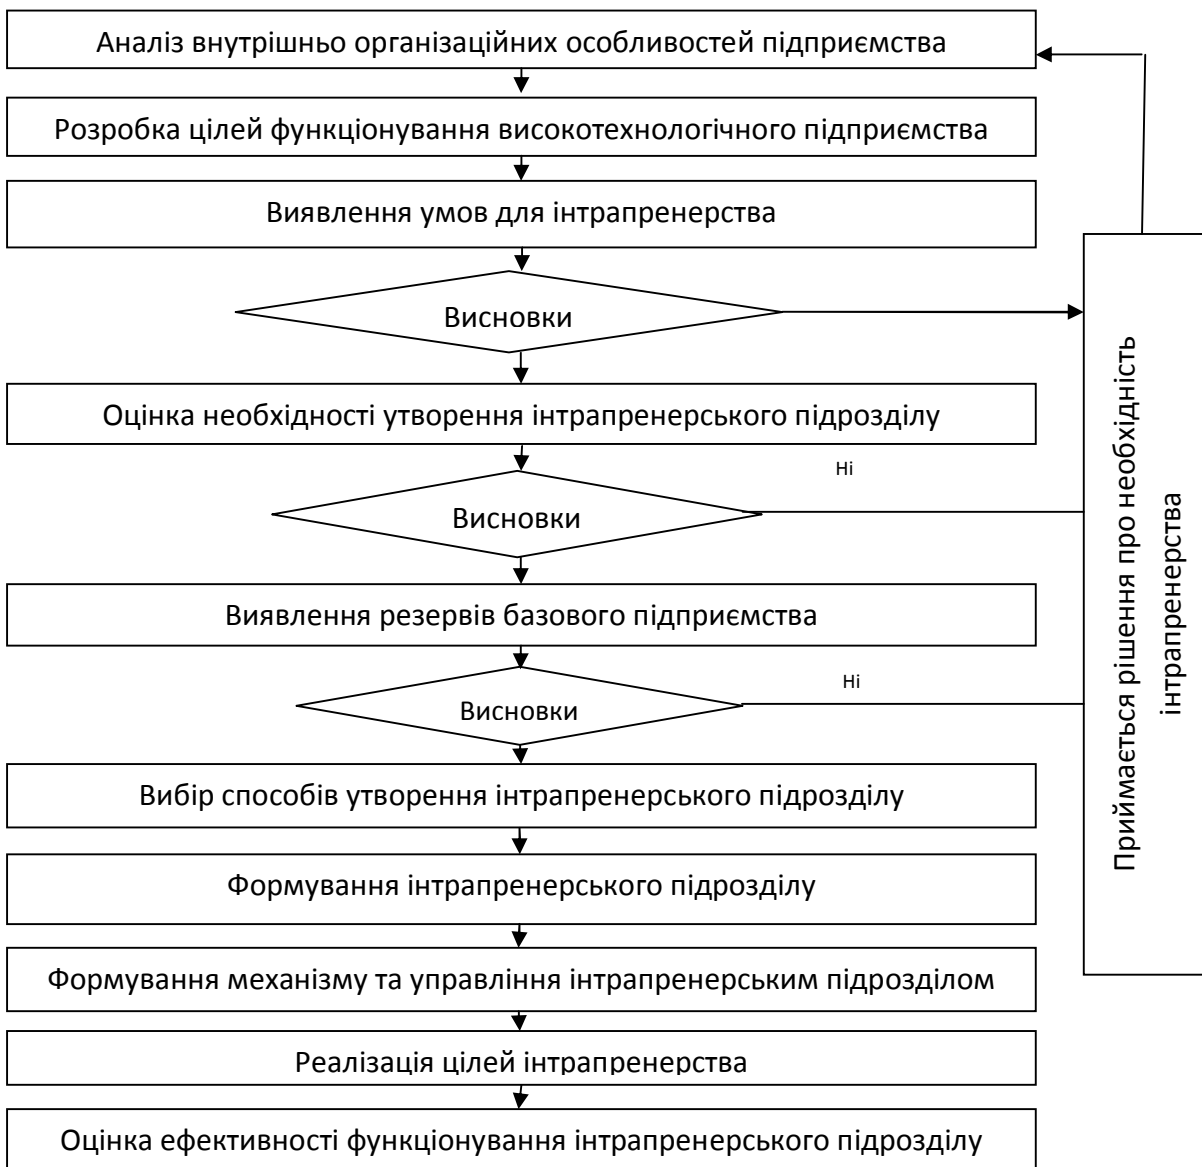 Аналіз внутрішньо організаційних особливостей підприємства
Розробка цілей функціонування високотехнологічного підприємства
Виявлення умов для інтрапренерства
Висновки
Оцінка необхідності утворення інтрапренерського підрозділу
Ні
Висновки
Виявлення резервів базового підприємства
Ні
Висновки
Вибір способів утворення інтрапренерського підрозділу
Формування інтрапренерського підрозділу
Формування механізму та управління інтрапренерським підрозділом
Реалізація цілей інтрапренерства
Оцінка ефективності функціонування інтрапренерського підрозділу
Приймається рішення про необхідність
інтрапренерства